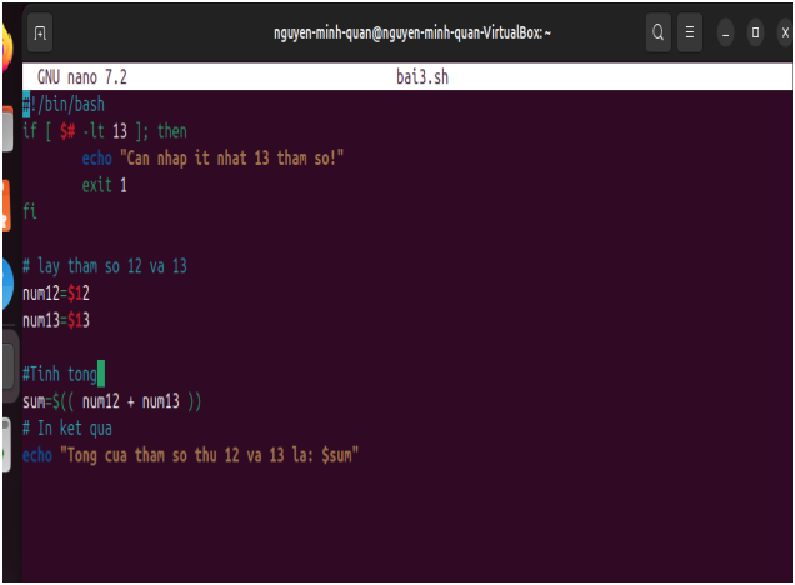 nguyen-minh-quan@nguyen-minh-quan-VirtualBox: ~
GNU nano 7.2 bai3.sh
#!/bin/bash
if [ $# -lt 13 ]; then
echo "Can nhap it nhat 13 tham so!"
exit 1
fi
# lay tham so 12 va 13
num12=$12
num13=$13
#Tinh tong
sum=$(( num12 + num13 ))
# In ket qua
echo "Tong cua tham so thu 12 va 13 la: $sum"